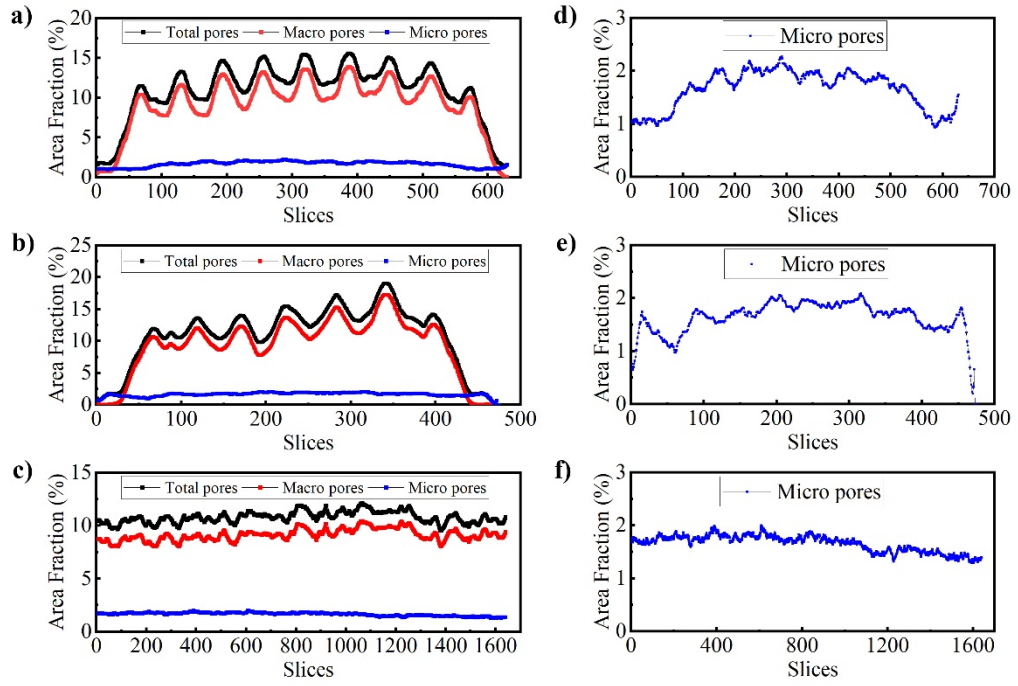 a)
20
15
10
5
0
Area Fraction (%)
Total pores
Macro pores
Micro pores
0 100 200 300 400 500 600
Slices
d)
3
2
1
0
Area Fraction (%)
Micro pores
0 100 200 300 400 500 600 700
Slices
b)
25
20
15
10
5
0
Area Fraction (%)
Total pores
Macro pores
Micro pores
0 100 200 300 400 500
Slices
e)
3
2
1
0
Area Fraction (%)
Micro pores
0 100 200 300 400 500
Slices
c)
15
10
5
0
Area Fraction (%)
Total pores
Macro pores
Micro pores
0 200 400 600 800 1000 1200 1400 1600
Slices
f)
3
2
1
0
Area Fraction (%)
Micro pores
0 400 800 1200 1600
Slices